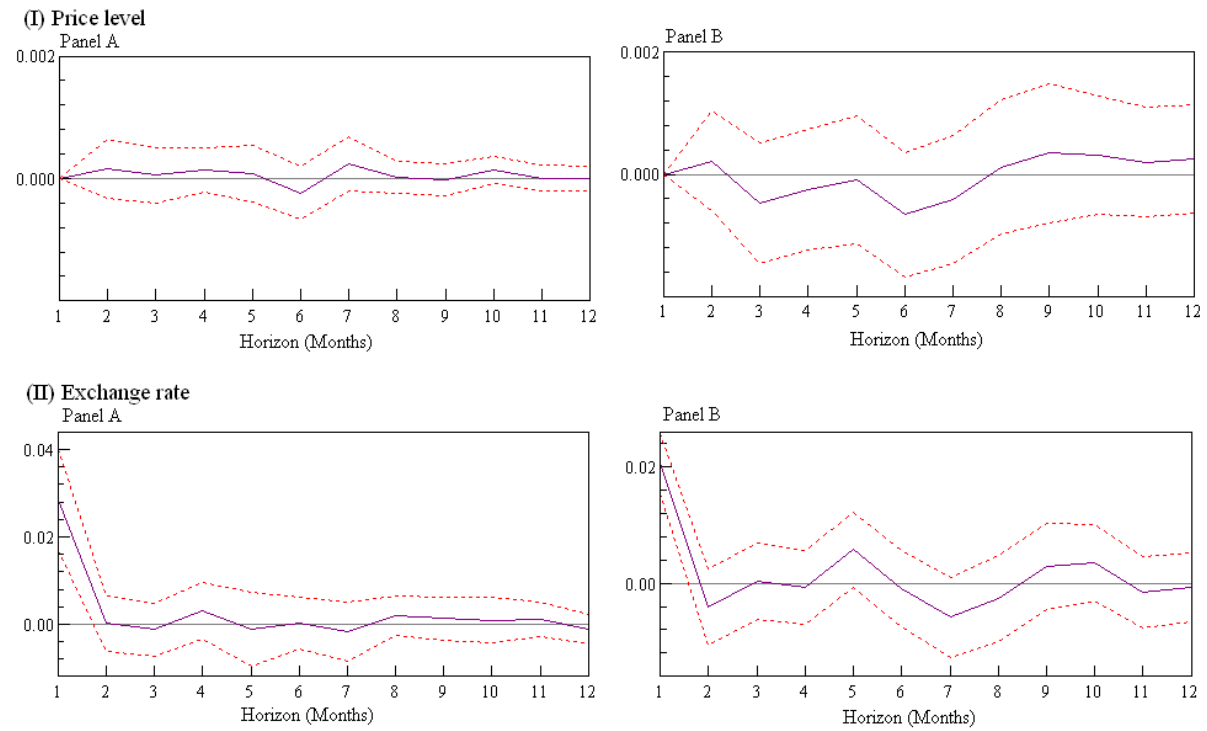 (I) Price level
Panel A
0.002
0.000
1 2 3 4 5 6 7 8 9 10 11 12
Horizon (Months)
Panel B
0.002
0.000
1 2 3 4 5 6 7 8 9 10 11 12
Horizon (Months)
(II) Exchange rate
Panel A
0.04
0.02
0.00
1 2 3 4 5 6 7 8 9 10 11 12
Horizon (Months)
Panel B
0.02
0.00
1 2 3 4 5 6 7 8 9 10 11 12
Horizon (Months)